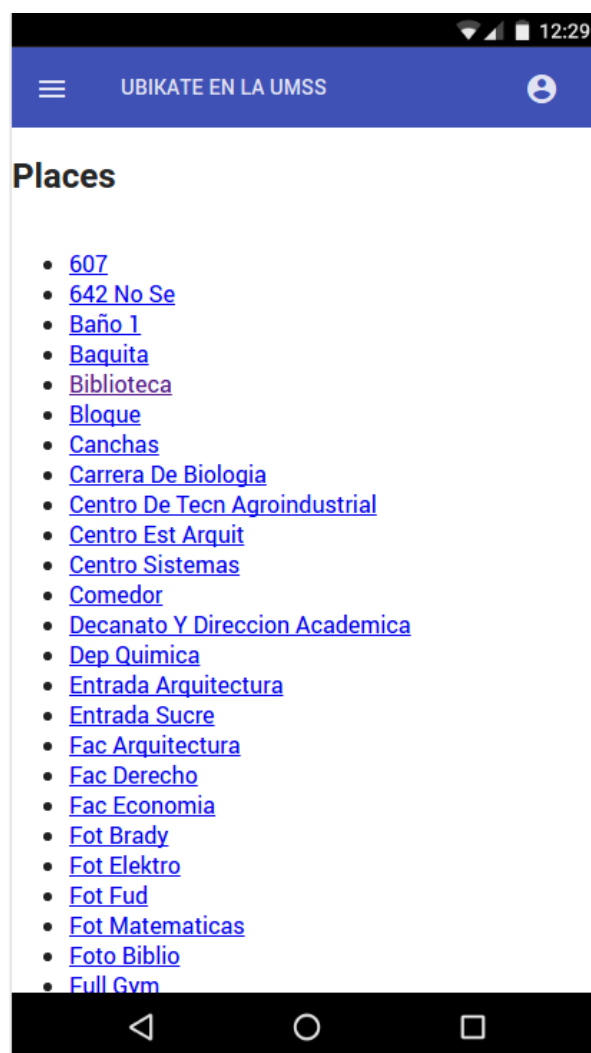 12:29
UBIKATE EN LA UMSS
Places
607
642 No Se
Baño 1
Baquita
Biblioteca
Bloque
Canchas
Carrera De Biologia
Centro De Tecn Agroindustrial
Centro Est Arquit
Centro Sistemas
Comedor
Decanato Y Direccion Academica
Dep Quimica
Entrada Arquitectura
Entrada Sucre
Fac Arquitectura
Fac Derecho
Fac Economia
Fot Brady
Fot Elektro
Fot Fud
Fot Matematicas
Foto Biblio
Full Gym